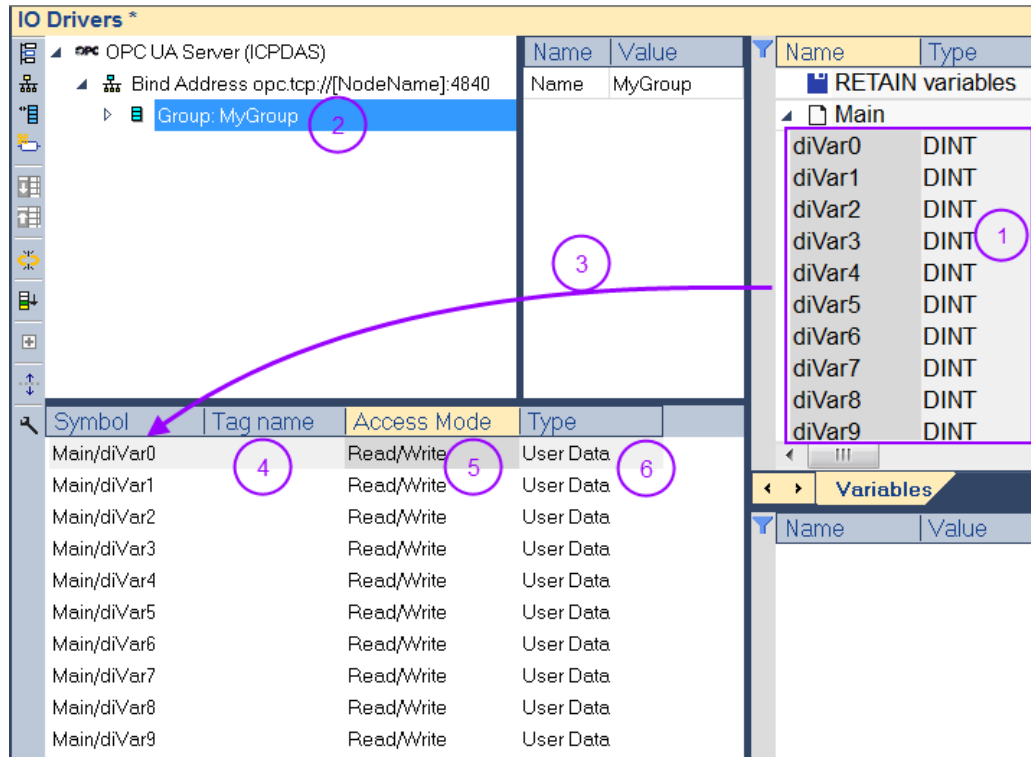 IO Drivers *
OPC UA Server (ICPDAS)
Bind Address opc.tcp://[NodeName]:4840
Group: MyGroup
2
Name Value
Name MyGroup
3
Name Type
RETAIN variables
Main
diVar0 DINT
diVar1 DINT
diVar2 DINT
diVar3 DINT
1
diVar4 DINT
diVar5 DINT
diVar6 DINT
diVar7 DINT
diVar8 DINT
diVar9 DINT
Variables
Name Value
Symbol Tag name Access Mode Type
4 5 6
Main/diVar0 Read/Write User Data
Main/diVar1 Read/Write User Data
Main/diVar2 Read/Write User Data
Main/diVar3 Read/Write User Data
Main/diVar4 Read/Write User Data
Main/diVar5 Read/Write User Data
Main/diVar6 Read/Write User Data
Main/diVar7 Read/Write User Data
Main/diVar8 Read/Write User Data
Main/diVar9 Read/Write User Data